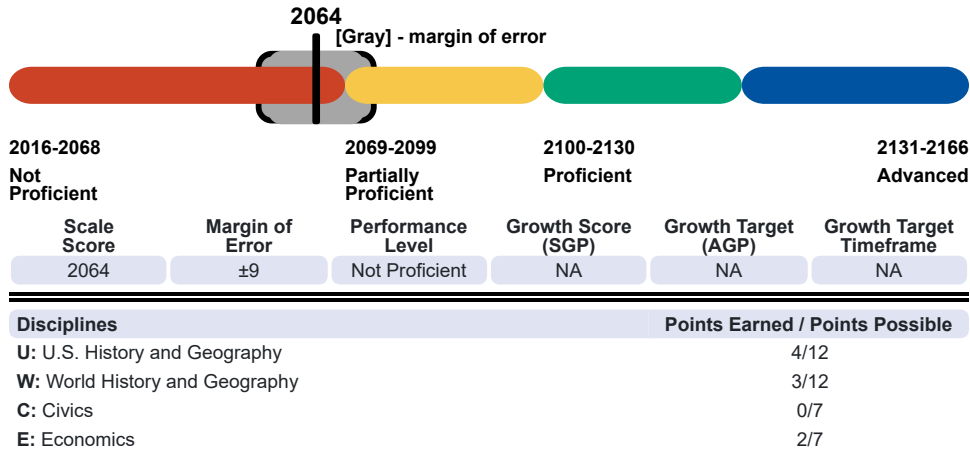 2064
[Gray] - margin of error
2016-2068 2069-2099 2100-2130 2131-2166
Not Partially Proficient Advanced
Proficient Proficient
Scale Margin of Performance Growth Score Growth Target Growth Target
Score Error Level (SGP) (AGP) Timeframe
2064 ±9 Not Proficient NA NA NA
Disciplines Points Earned / Points Possible
U: U.S. History and Geography 4/12
W: World History and Geography 3/12
C: Civics 0/7
E: Economics 2/7